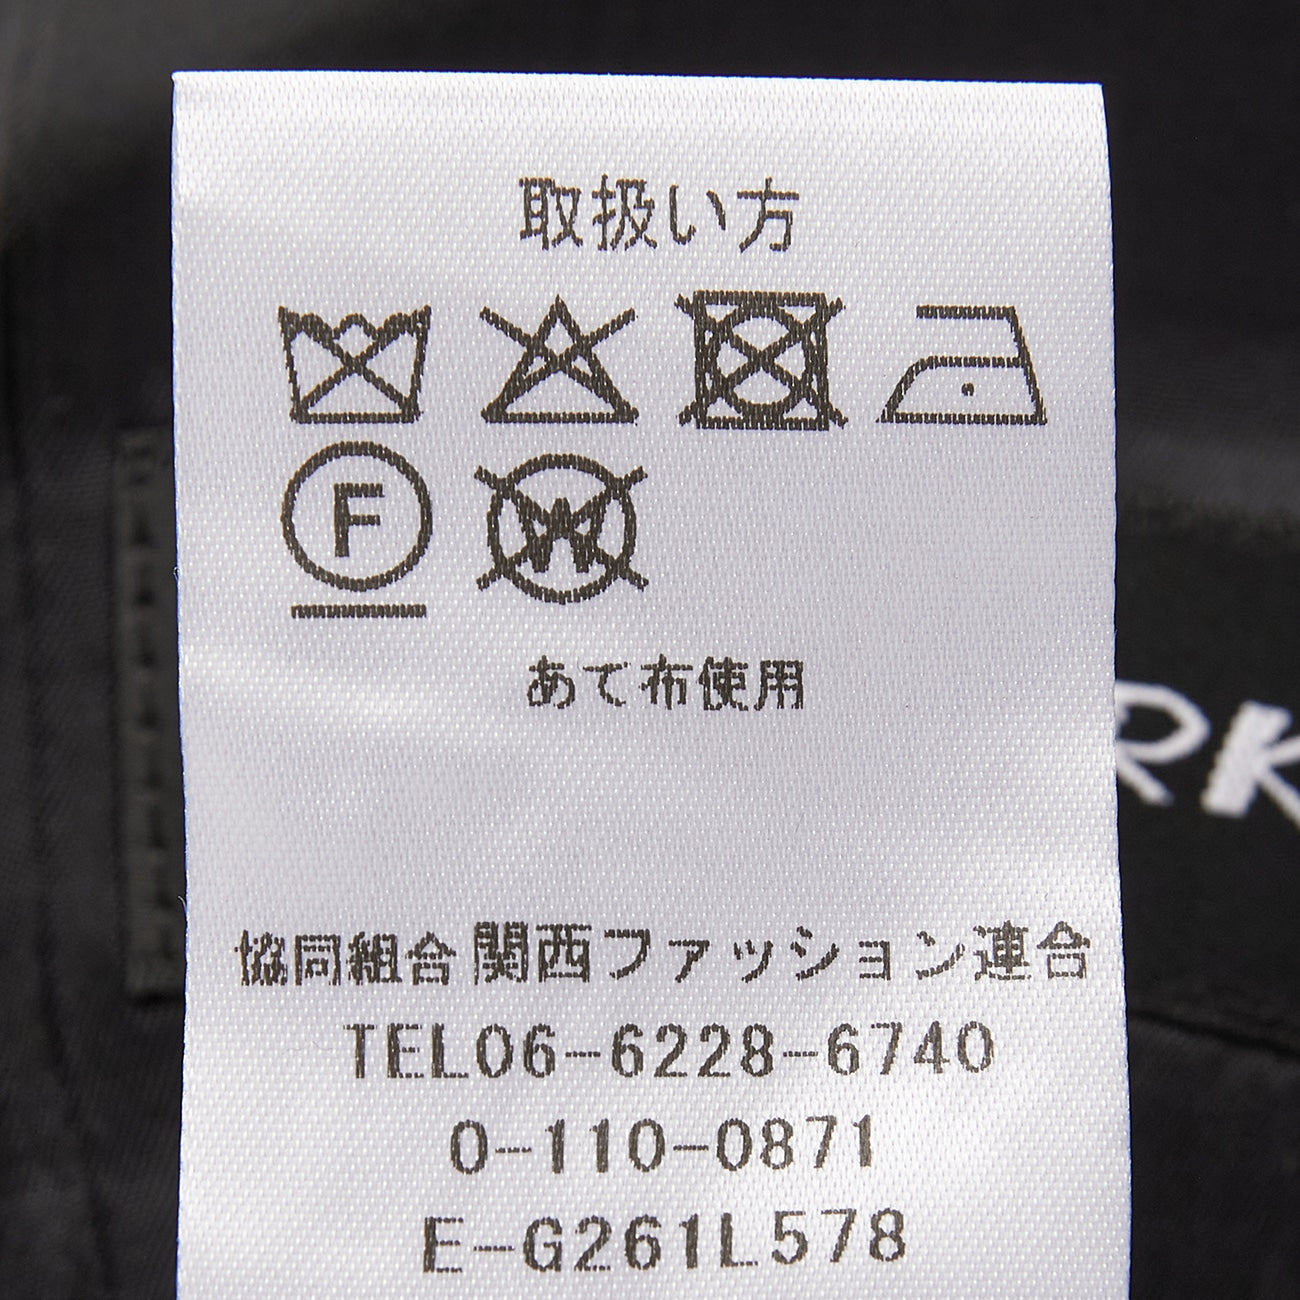 取扱い方
F
W
あて布使用
協同組合関西ファッション連合
TEL06-6228-6740
0-110-0871
E-G261L578
RK